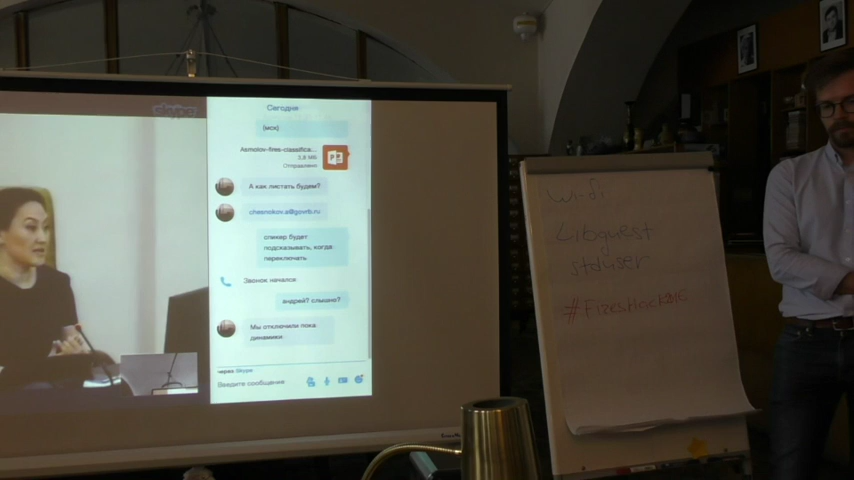 skype
Сегодня
(мск)
Asmolov-fires-classifica...
3,8 МБ
Отправлено
А как листать будем?
chesnokov.a@govrb.ru
спикер будет
подсказывать, когда
переключать
Звонок начался
андрей? слышно?
Мы отключили пока
динамики
через Skype
Введите сообщение
Wi-fi
Libguest
stduser
#FiresHack2016